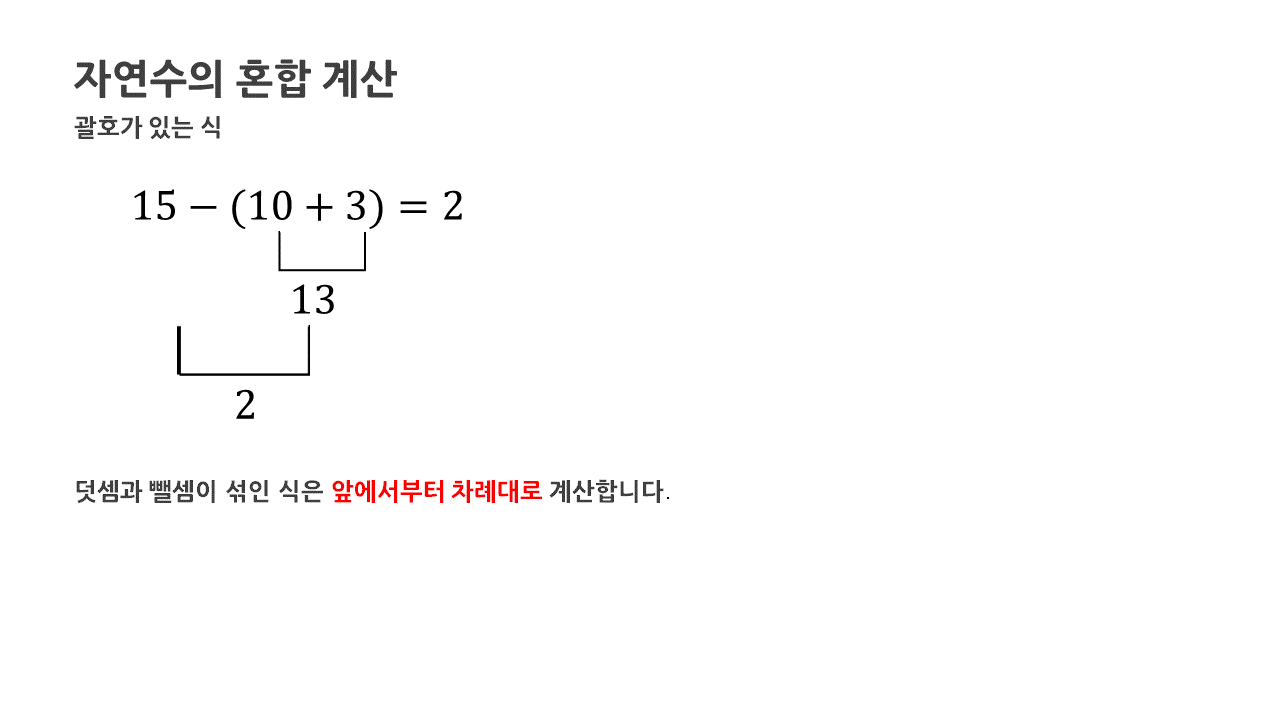 자연수의 혼합 계산
괄호가 있는 식
15 − (10 + 3) = 2
13
2
덧셈과 뺄셈이 섞인 식은 앞에서부터 차례대로 계산합니다.